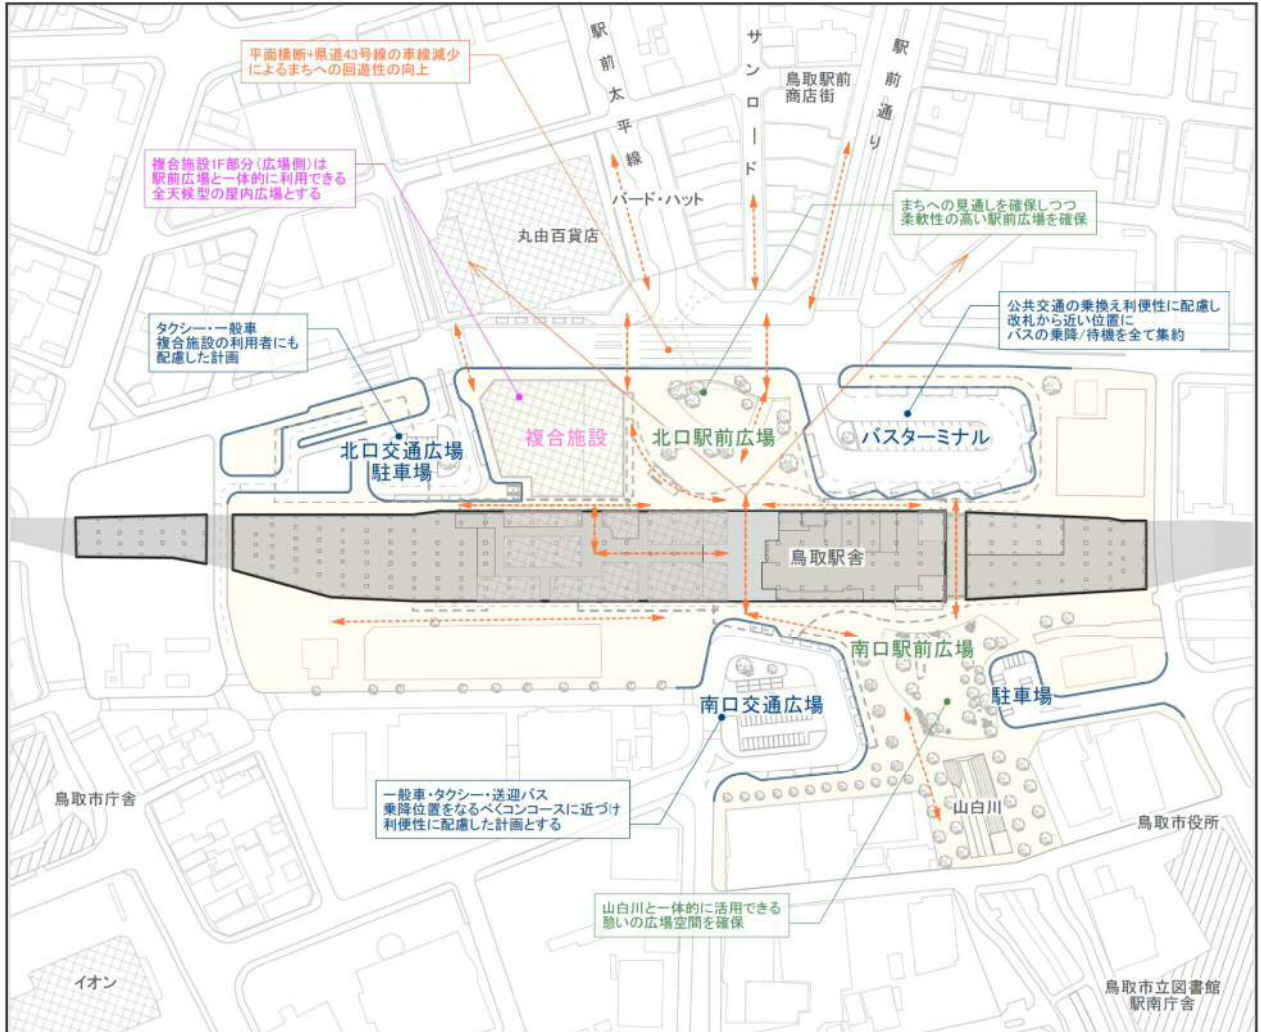 平面横断+県道43号線の車線減少
によるまちへの回遊性の向上
駅前太平線
サンロード
鳥取駅前
商店街
駅前通り
複合施設1F部分(広場側)は
駅前広場と一体的に利用できる
全天候型の屋内広場とする
バード・ハット
丸由百貨店
まちへの見通しを確保しつつ
柔軟性の高い駅前広場を確保
タクシー・一般車
複合施設の利用者にも
配慮した計画
公共交通の乗換え利便性に配慮し
改札から近い位置に
バスの乗降/待機を全て集約
北口交通広場
駐車場
複合施設
北口駅前広場
バスターミナル
鳥取駅舎
南口駅前広場
南口交通広場
駐車場
鳥取市庁舎
一般車・タクシー・送迎バス
乗降位置をなるべくコンコースに近づけ
利便性に配慮した計画とする
山白川
鳥取市役所
山白川と一体的に活用できる
憩いの広場空間を確保
イオン
鳥取市立図書館
駅南庁舎